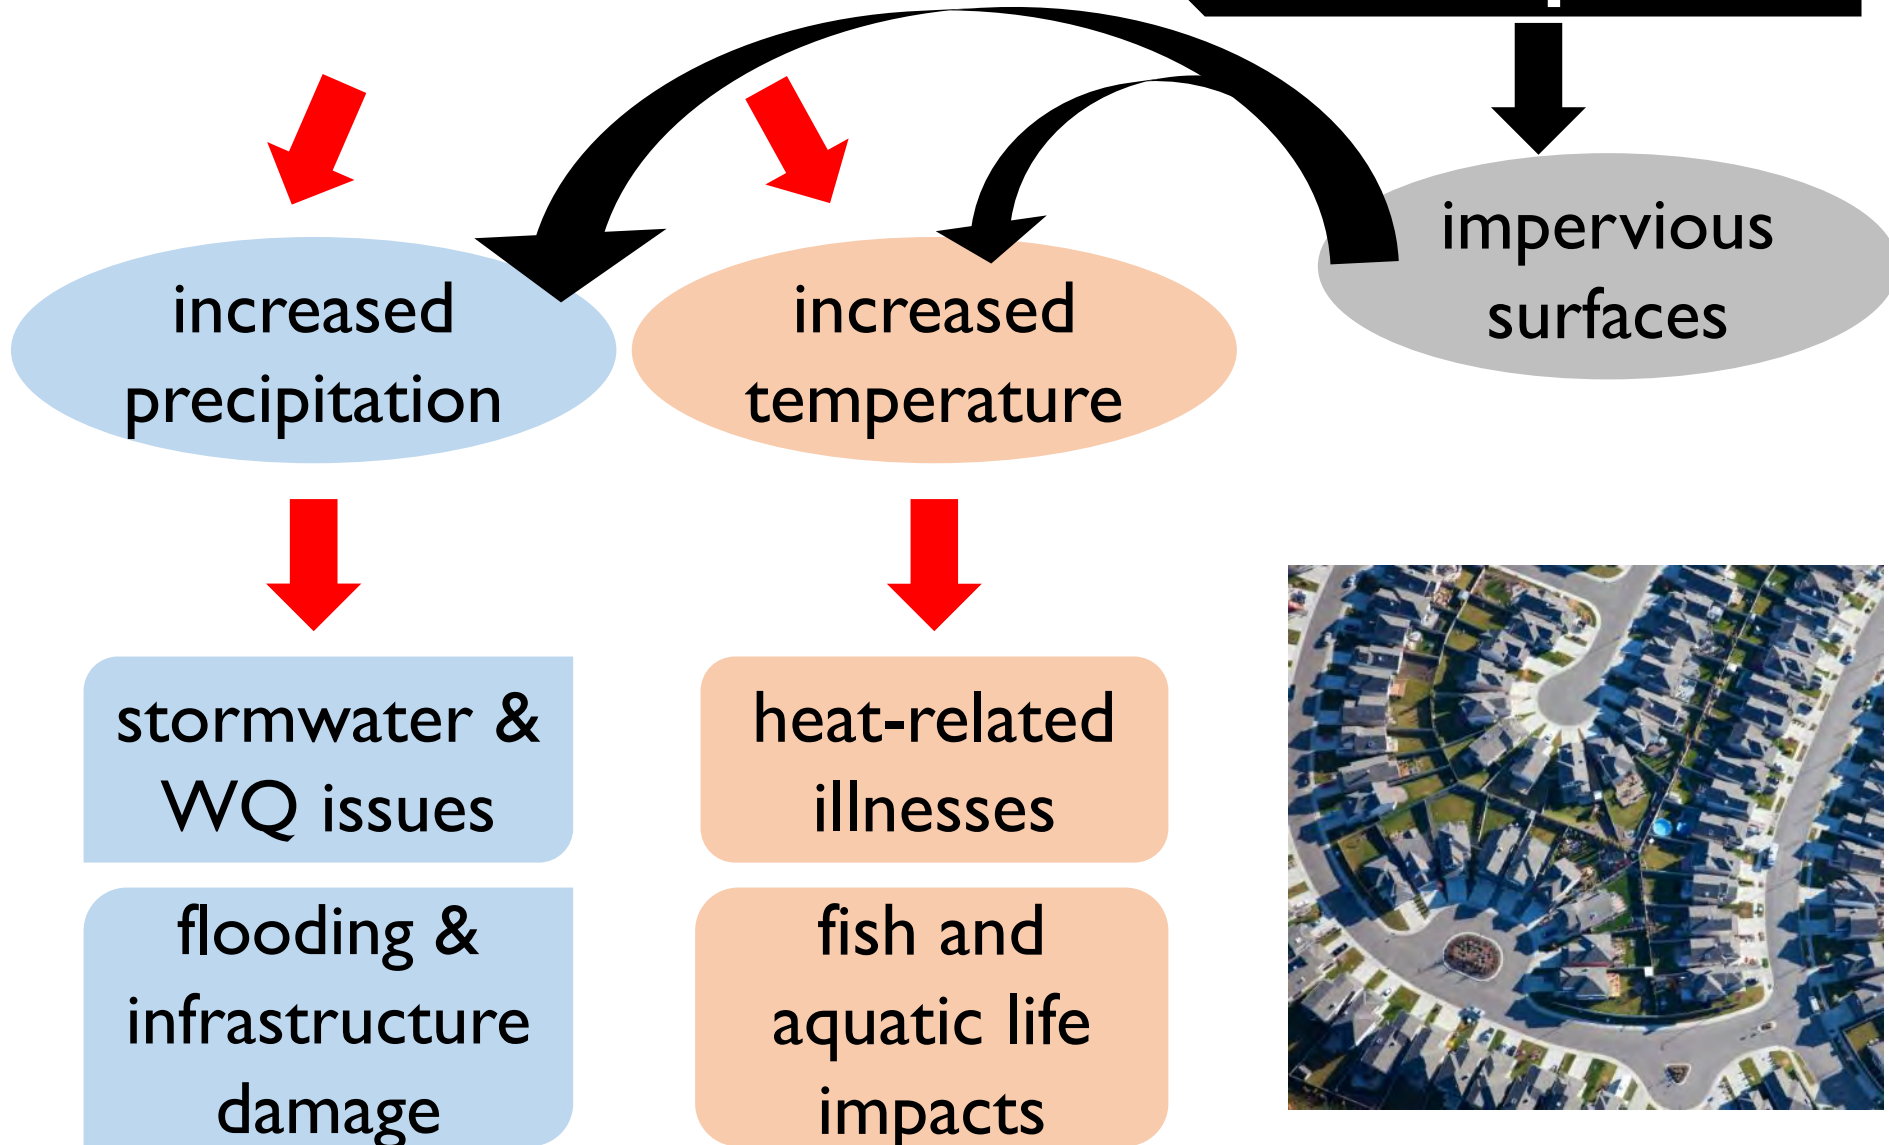 impervious
surfaces
increased
precipitation
increased
temperature
stormwater &
WQ issues
heat-related
illnesses
flooding &
infrastructure
damage
fish and
aquatic life
impacts